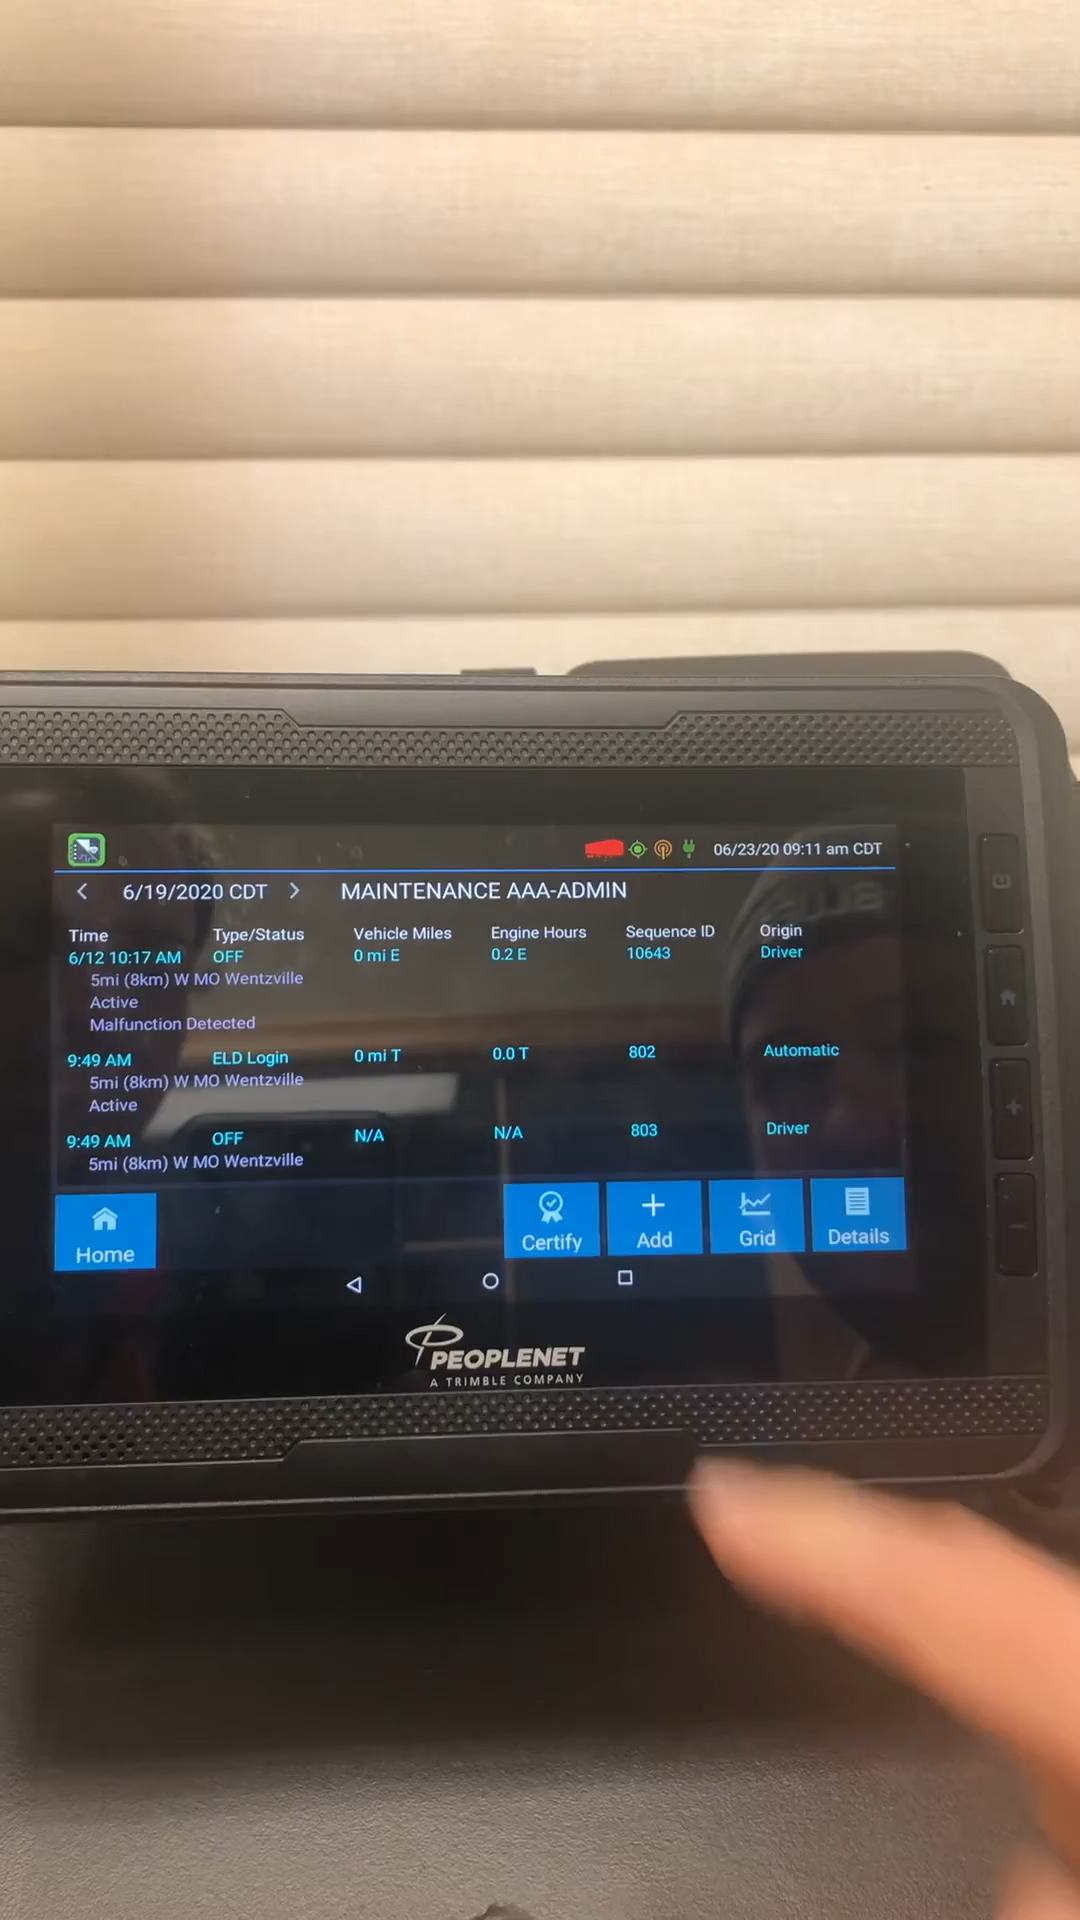 06/23/20 09:11 am CDT
6/19/2020 CDT MAINTENANCE AAA-ADMIN
Time Type/Status Vehicle Miles Engine Hours Sequence ID Origin
6/12 10:17 AM OFF 0 mi E 0.2 E 10643 Driver
5mi (8km) W MO Wentzville
Active
Malfunction Detected
9:49 AM ELD Login 0 mi T 0.0 T 802 Automatic
5mi (8km) W MO Wentzville
Active
9:49 AM OFF N/A N/A 803 Driver
5mi (8km) W MO Wentzville
Home Certify Add Grid Details
PEOPLENET
A TRIMBLE COMPANY